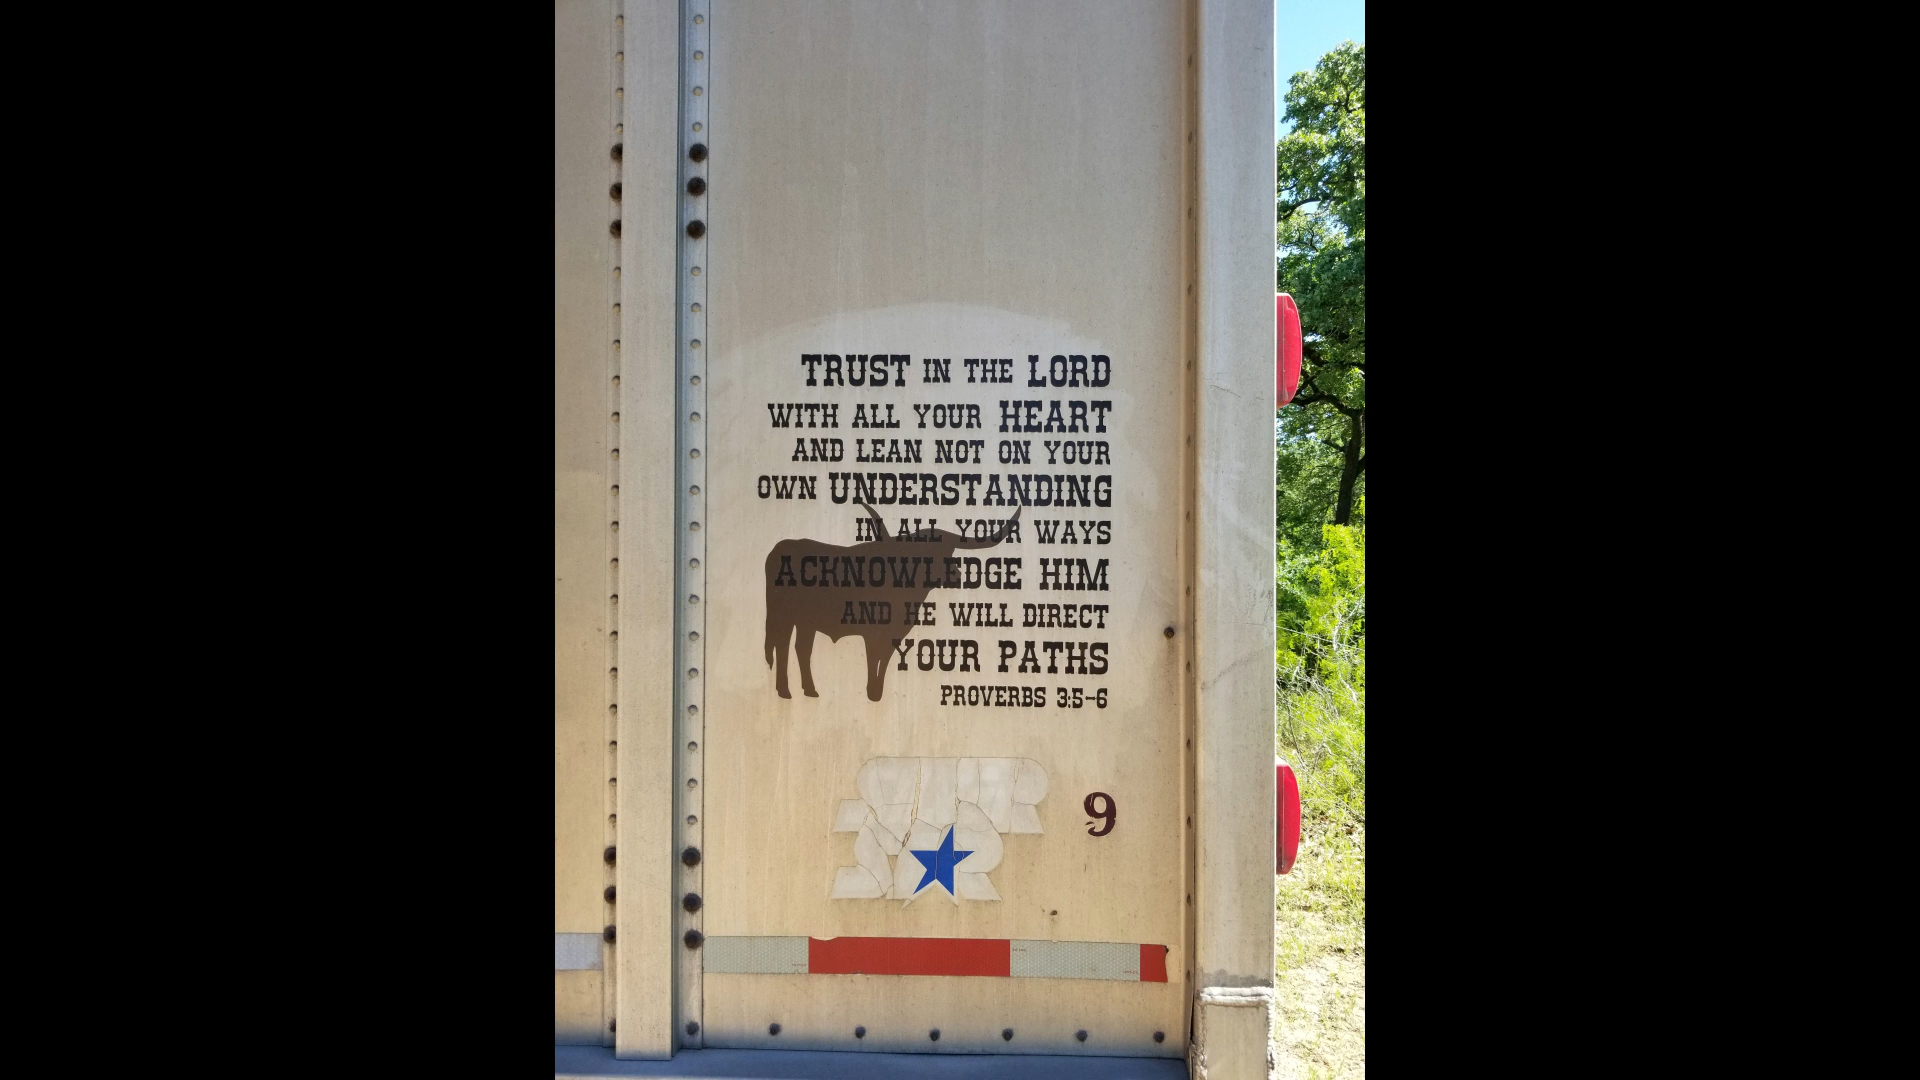 TRUST IN THE LORD
WITH ALL YOUR HEART
AND LEAN NOT ON YOUR
OWN UNDERSTANDING
IN ALL YOUR WAYS
ACKNOWLEDGE HIM
AND HE WILL DIRECT
YOUR PATHS
PROVERBS 3:5-6
9